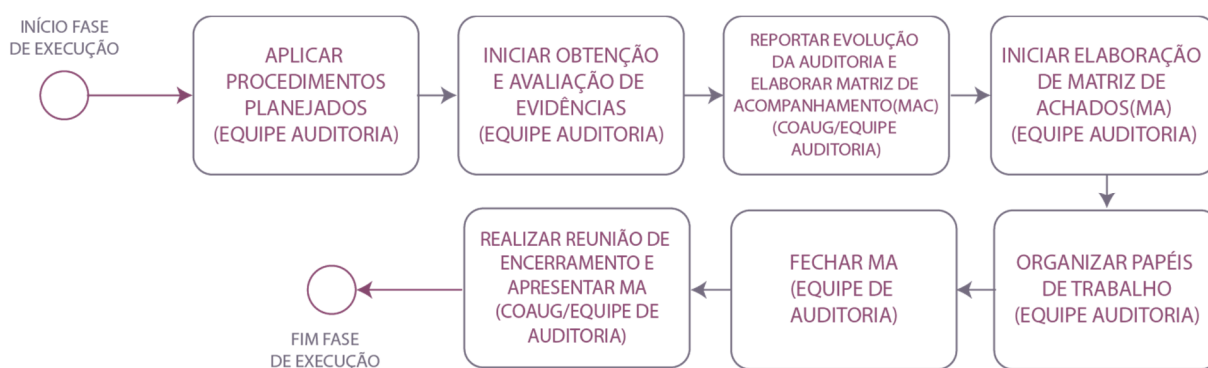 INÍCIO FASE
DE EXECUÇÃO
APLICAR
PROCEDIMENTOS
PLANEJADOS
(EQUIPE AUDITORIA)
INICIAR OBTENÇÃO
E AVALIAÇÃO DE
EVIDÊNCIAS
(EQUIPE AUDITORIA)
REPORTAR EVOLUÇÃO
DA AUDITORIA E
ELABORAR MATRIZ DE
ACOMPANHAMENTO(MAC)
(COAUG/EQUIPE
AUDITORIA)
INICIAR ELABORAÇÃO
DE MATRIZ DE
ACHADOS(MA)
(EQUIPE AUDITORIA)
ORGANIZAR PAPÉIS
DE TRABALHO
(EQUIPE AUDITORIA)
FECHAR MA
(EQUIPE DE
AUDITORIA)
REALIZAR REUNIÃO DE
ENCERRAMENTO E
APRESENTAR MA
(COAUG/EQUIPE DE
AUDITORIA)
FIM FASE
DE EXECUÇÃO